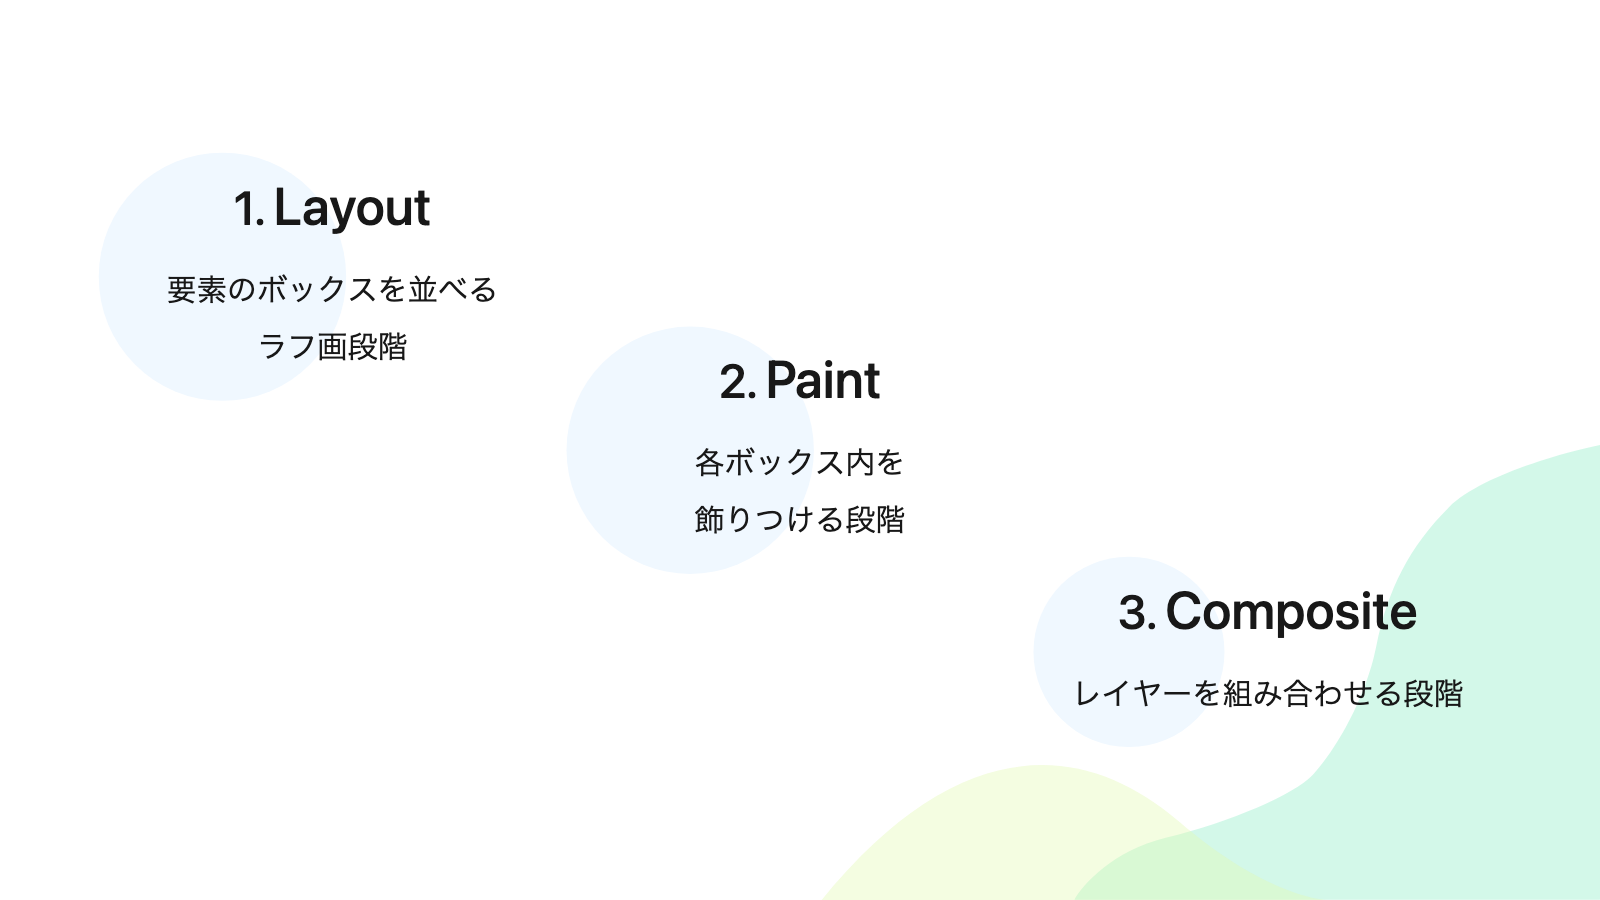 1. Layout
要素のボックスを並べる
ラフ画段階
2. Paint
各ボックス内を
飾りつける段階
3. Composite
レイヤーを組み合わせる段階